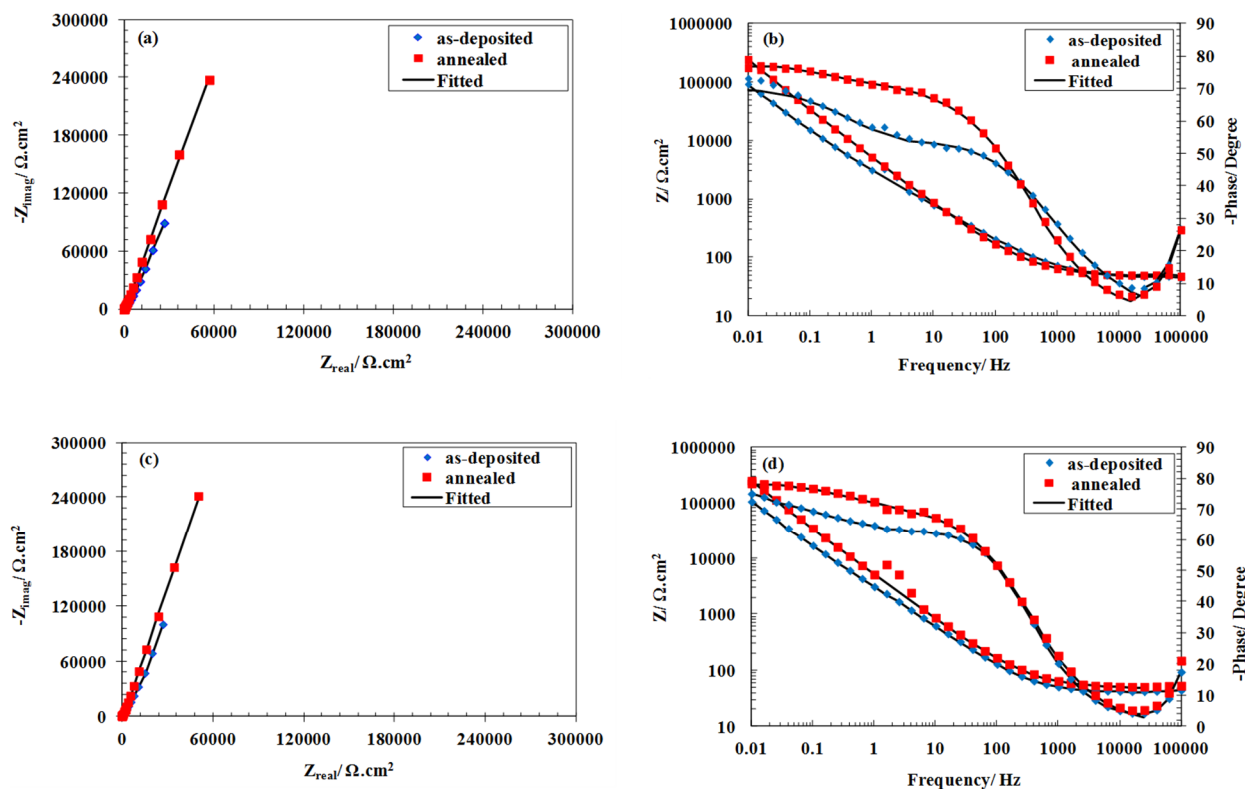 (a)
as-deposited
annealed
Fitted
300000
240000
180000
120000
60000
0
-Zimag/ Ω.cm2
0 60000 120000 180000 240000 300000
Zreal/ Ω.cm2
(b)
as-deposited
annealed
Fitted
1000000
100000
10000
1000
100
10
Z/ Ω.cm2
90
80
70
60
50
40
30
20
10
0
-Phase/ Degree
0.01 0.1 1 10 100 1000 10000 100000
Frequency/ Hz
(c)
as-deposited
annealed
Fitted
300000
240000
180000
120000
60000
0
-Zimag/ Ω.cm2
0 60000 120000 180000 240000 300000
Zreal/ Ω.cm2
(d)
as-deposited
annealed
Fitted
1000000
100000
10000
1000
100
10
Z/ Ω.cm2
90
80
70
60
50
40
30
20
10
0
-Phase/ Degree
0.01 0.1 1 10 100 1000 10000 100000
Frequency/ Hz